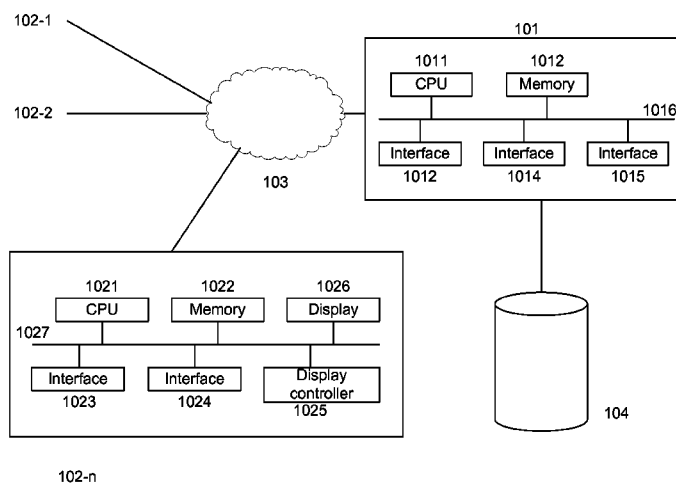 102-1
101
1011
1012
CPU
Memory
102-2
1016
Interface
Interface
Interface
103
1012
1014
1015
1021
1022
1026
CPU
Memory
Display
1027
Interface
Interface
Display
controller
1023
1024
1025
104
102-n